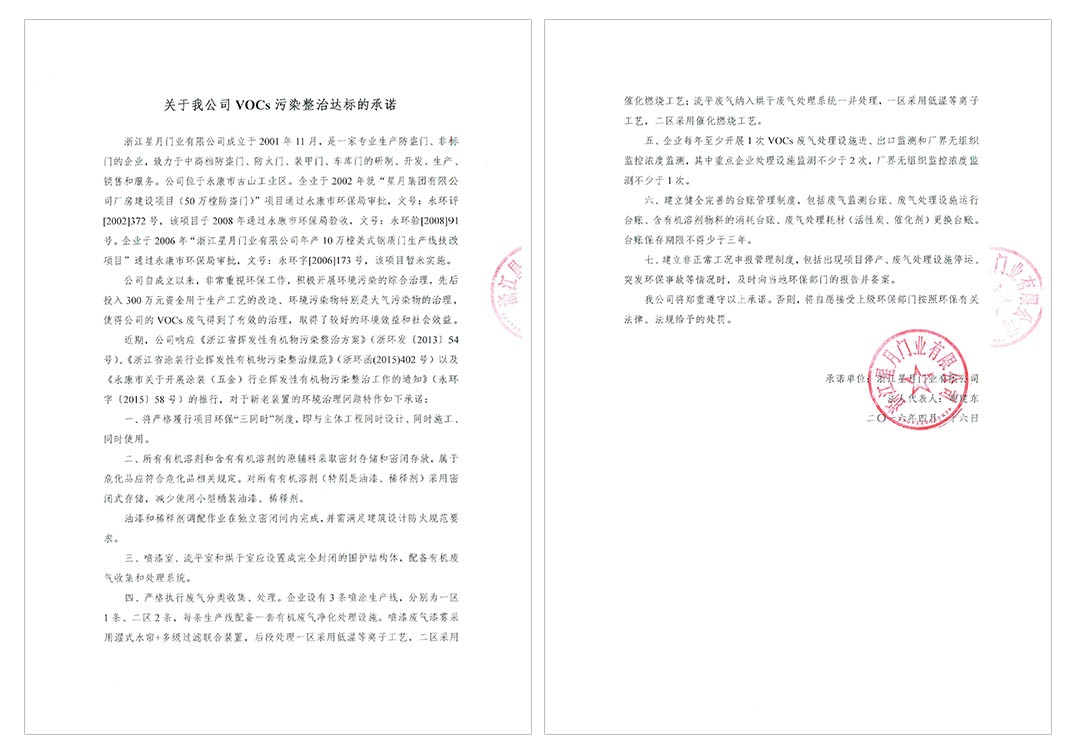 关于我公司 VOCs 污染整治达标的承诺
浙江星月门业有限公司成立于 2001 年 11 月，是一家专业生产防盗门、非标
门的企业，致力于中高档防盗门、防火门、装甲门、车库门的研制、开发、生产、
销售和服务。公司位于永康市古山工业区。企业于 2002 年就“星月集团有限公
司厂房建设项目（50 万樘防盗门）”项目通过永康市环保局审批，文号：永环评
[2002]372 号，该项目于 2008 年通过永康市环保局验收，文号：永环验[2008]91
号。企业于 2006 年“浙江星月门业有限公司年产 10 万樘美式钢质门生产线技改
项目”通过永康市环保局审批，文号：永环字[2006]173 号，该项目暂未实施。
公司自成立以来，非常重视环保工作，积极开展环境污染的综合治理，先后
投入 300 万元资金用于生产工艺的改造、环境污染物特别是大气污染物的治理，
使得公司的 VOCs 废气得到了有效的治理，取得了较好的环境效益和社会效益。
近期，公司响应《浙江省挥发性有机物污染整治方案》（浙环发〔2013〕54
号）、《浙江省涂装行业挥发性有机物污染整治规范》（浙环函(2015)402 号）以及
《永康市关于开展涂装（五金）行业挥发性有机物污染整治工作的通知》（永环
字〔2015〕58 号）的推行，对于新老装置的环境治理问题特作如下承诺：
一、将严格履行项目环保“三同时”制度，即与主体工程同时设计、同时施工、
同时使用。
二、所有有机溶剂和含有有机溶剂的原辅料采取密封存储和密闭存放，属于
危化品应符合危化品相关规定。对所有有机溶剂（特别是油漆、稀释剂）采用密
闭式存储，减少使用小型桶装油漆、稀释剂。
油漆和稀释剂调配作业在独立密闭间内完成，并需满足建筑设计防火规范要
求。
三、喷漆室、流平室和烘干室应设置成完全封闭的围护结构体，配备有机废
气收集和处理系统。
四、严格执行废气分类收集、处理。企业设有 3 条喷涂生产线，分别为一区
1 条、二区 2 条，每条生产线配备一套有机废气净化处理设施。喷漆废气漆雾采
用湿式水帘+多级过滤联合装置，后段处理一区采用低温等离子工艺，二区采用
催化燃烧工艺；流平废气纳入烘干废气处理系统一并处理，一区采用低温等离子
工艺，二区采用催化燃烧工艺。
五、企业每年至少开展 1 次 VOCs 废气处理设施进、出口监测和厂界无组织
监控浓度监测，其中重点企业处理设施监测不少于 2 次，厂界无组织监控浓度监
测不少于 1 次。
六、建立健全完善的台账管理制度，包括废气监测台账、废气处理设施运行
台账、含有机溶剂物料的消耗台账、废气处理耗材（活性炭、催化剂）更换台账。
台账保存期限不得少于三年。
七、建立非正常工况申报管理制度，包括出现项目停产、废气处理设施停运、
突发环保事故等情况时，及时向当地环保部门的报告并备案。
我公司将郑重遵守以上承诺。否则，将自愿接受上级环保部门按照环保有关
法律、法规给予的处罚。
承诺单位：浙江星月门业有限公司
法人代表人：东
二〇一六年四月十六日
浙江星月门业有限公司
浙江星月
门业有限公司